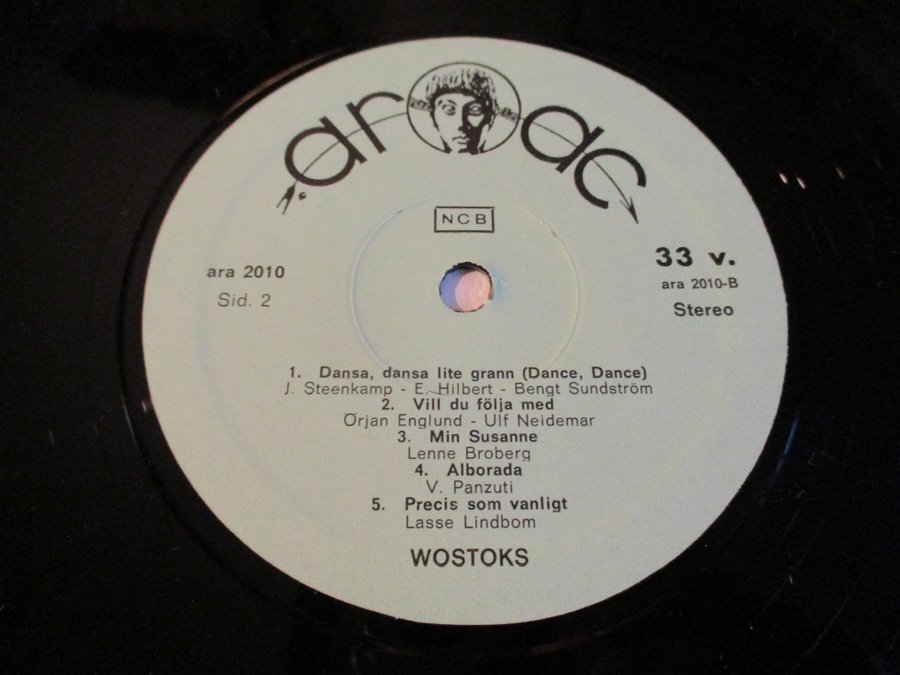 aroac
NCB
ara 2010
Sid. 2
33 v.
ara 2010-B
Stereo
1. Dansa, dansa lite grann (Dance, Dance)
J. Steenkamp - E. Hilbert - Bengt Sundström
2. Vill du följa med
Örjan Englund - Ulf Neidemar
3. Min Susanne
Lenne Broberg
4. Alborada
V. Panzuti
5. Precis som vanligt
Lasse Lindbom
WOSTOKS